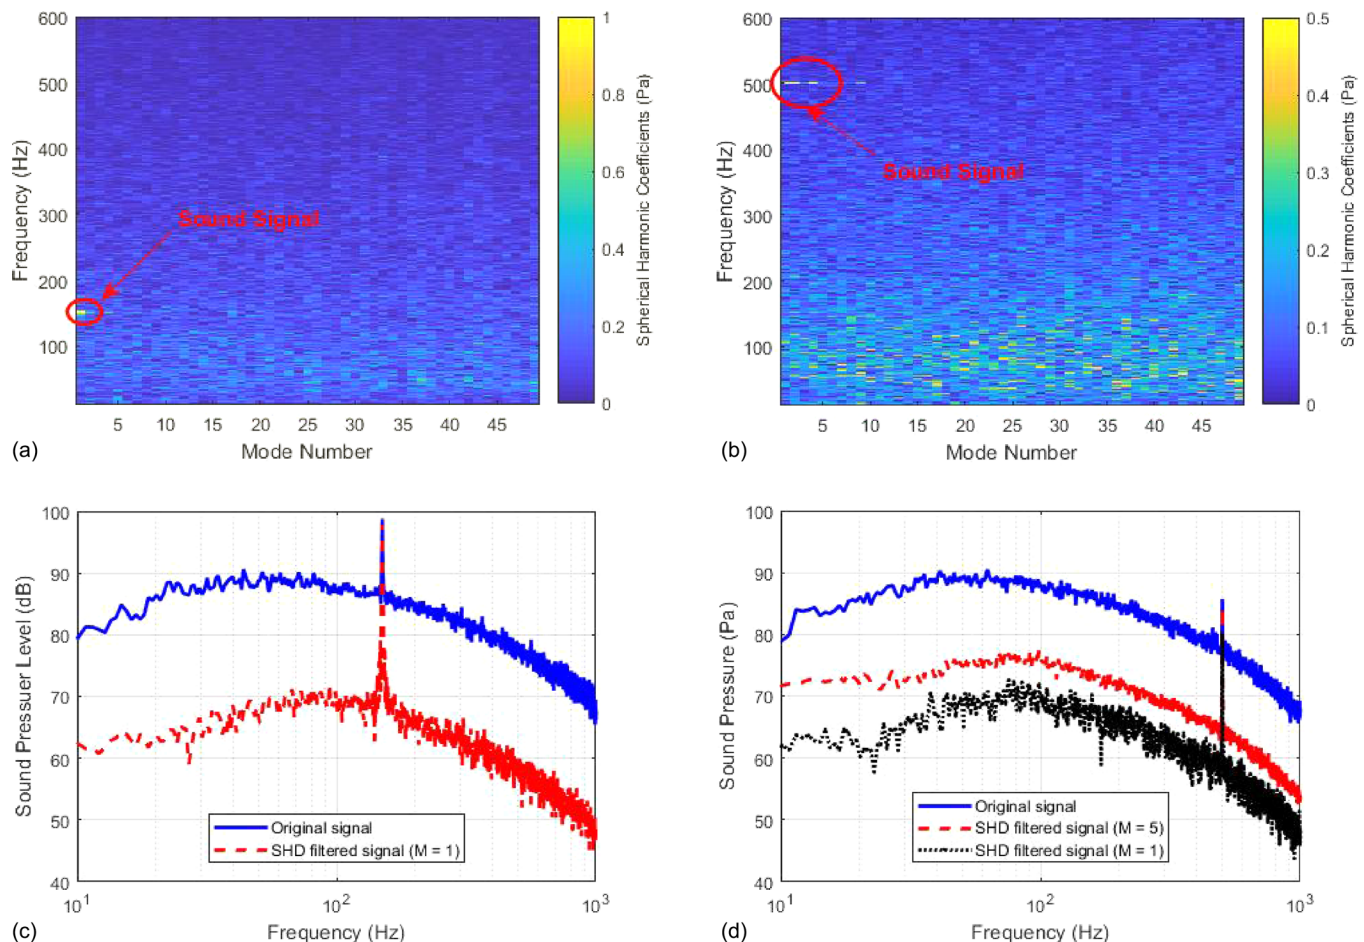 600
500
400
300
200
100
Frequency (Hz)
Sound Signal
5 10 15 20 25 30 35 40 45
Mode Number
1
0.8
0.6
0.4
0.2
0
Spherical Harmonic Coefficients (Pa)
(a)
600
500
400
300
200
100
Frequency (Hz)
Sound Signal
5 10 15 20 25 30 35 40 45
Mode Number
0.5
0.4
0.3
0.2
0.1
0
Spherical Harmonic Coefficients (Pa)
(b)
100
90
80
70
60
50
40
Sound Pressuer Level (dB)
Original signal
SHD filtered signal (M = 1)
10^1 10^2 10^3
Frequency (Hz)
(c)
100
90
80
70
60
50
40
Sound Pressure (Pa)
Original signal
SHD filtered signal (M = 5)
SHD filtered signal (M = 1)
10^1 10^2 10^3
Frequency (Hz)
(d)